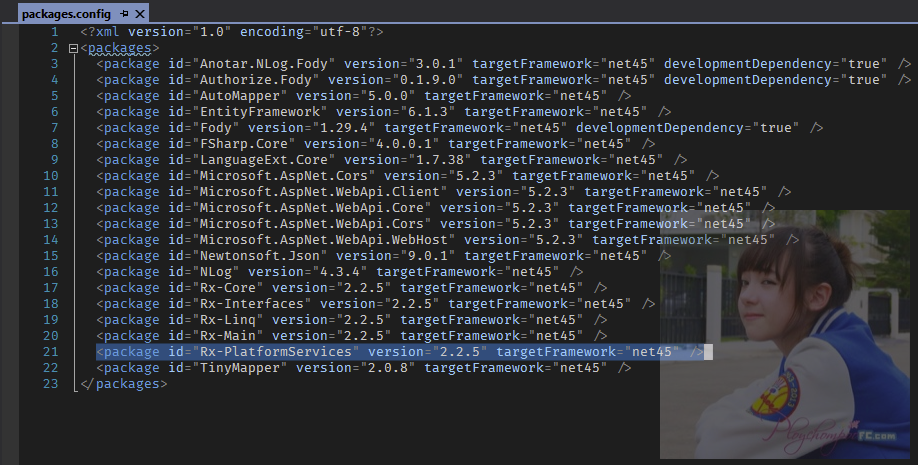 packages.config
1 <?xml version="1.0" encoding="utf-8"?>
2 <packages>
3 <package id="Anotar.NLog.Fody" version="3.0.1" targetFramework="net45" developmentDependency="true" />
4 <package id="Authorize.Fody" version="0.1.9.0" targetFramework="net45" developmentDependency="true" />
5 <package id="AutoMapper" version="5.0.0" targetFramework="net45" />
6 <package id="EntityFramework" version="6.1.3" targetFramework="net45" />
7 <package id="Fody" version="1.29.4" targetFramework="net45" developmentDependency="true" />
8 <package id="FSharp.Core" version="4.0.0.1" targetFramework="net45" />
9 <package id="LanguageExt.Core" version="1.7.38" targetFramework="net45" />
10 <package id="Microsoft.AspNet.Cors" version="5.2.3" targetFramework="net45" />
11 <package id="Microsoft.AspNet.WebApi.Client" version="5.2.3" targetFramework="net45" />
12 <package id="Microsoft.AspNet.WebApi.Core" version="5.2.3" targetFramework="net45" />
13 <package id="Microsoft.AspNet.WebApi.Cors" version="5.2.3" targetFramework="net45" />
14 <package id="Microsoft.AspNet.WebApi.WebHost" version="5.2.3" targetFramework="net45" />
15 <package id="Newtonsoft.Json" version="9.0.1" targetFramework="net45" />
16 <package id="NLog" version="4.3.4" targetFramework="net45" />
17 <package id="Rx-Core" version="2.2.5" targetFramework="net45" />
18 <package id="Rx-Interfaces" version="2.2.5" targetFramework="net45" />
19 <package id="Rx-Linq" version="2.2.5" targetFramework="net45" />
20 <package id="Rx-Main" version="2.2.5" targetFramework="net45" />
21 <package id="Rx-PlatformServices" version="2.2.5" targetFramework="net45" />
22 <package id="TinyMapper" version="2.0.8" targetFramework="net45" />
23 </packages>
FC.com